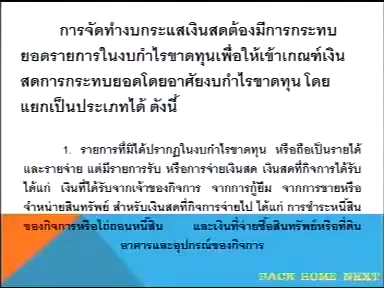 การจัดทำงบกระแสเงินสดต้องมีการกระทบ
ยอดรายการในงบกำไรขาดทุนเพื่อให้เข้าเกณฑ์เงิน
สดการกระทบยอดโดยอาศัยงบกำไรขาดทุน โดย
แยกเป็นประเภทได้ ดังนี้
1. รายการที่มิได้ปรากฏในงบกำไรขาดทุน หรือถือเป็นรายได้
และรายจ่าย แต่มีรายการรับ หรือการจ่ายเงินสด เงินสดที่กิจการได้รับ
ได้แก่ เงินที่ได้รับจากเจ้าของกิจการ จากการกู้ยืม จากการขายหรือ
จำหน่ายสินทรัพย์ สำหรับเงินสดที่กิจการจ่ายไป ได้แก่ การชำระหนี้สิน
ของกิจการหรือไถ่ถอนหนี้สิน และเงินที่จ่ายซื้อสินทรัพย์หรือที่ดิน
อาคารและอุปกรณ์ของกิจการ
BACK HOME NEXT